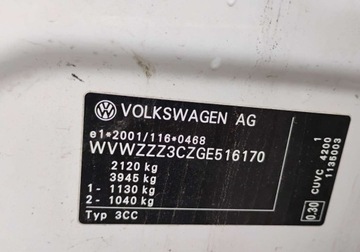 VOLKSWAGEN AG
e1*2001/116*0468
WVWZZZ3CZGE516170
2120 kg
3945 kg
1- 1130 kg
2- 1040 kg
Typ 3CC
CUVC 4200 1
1135003
0.30